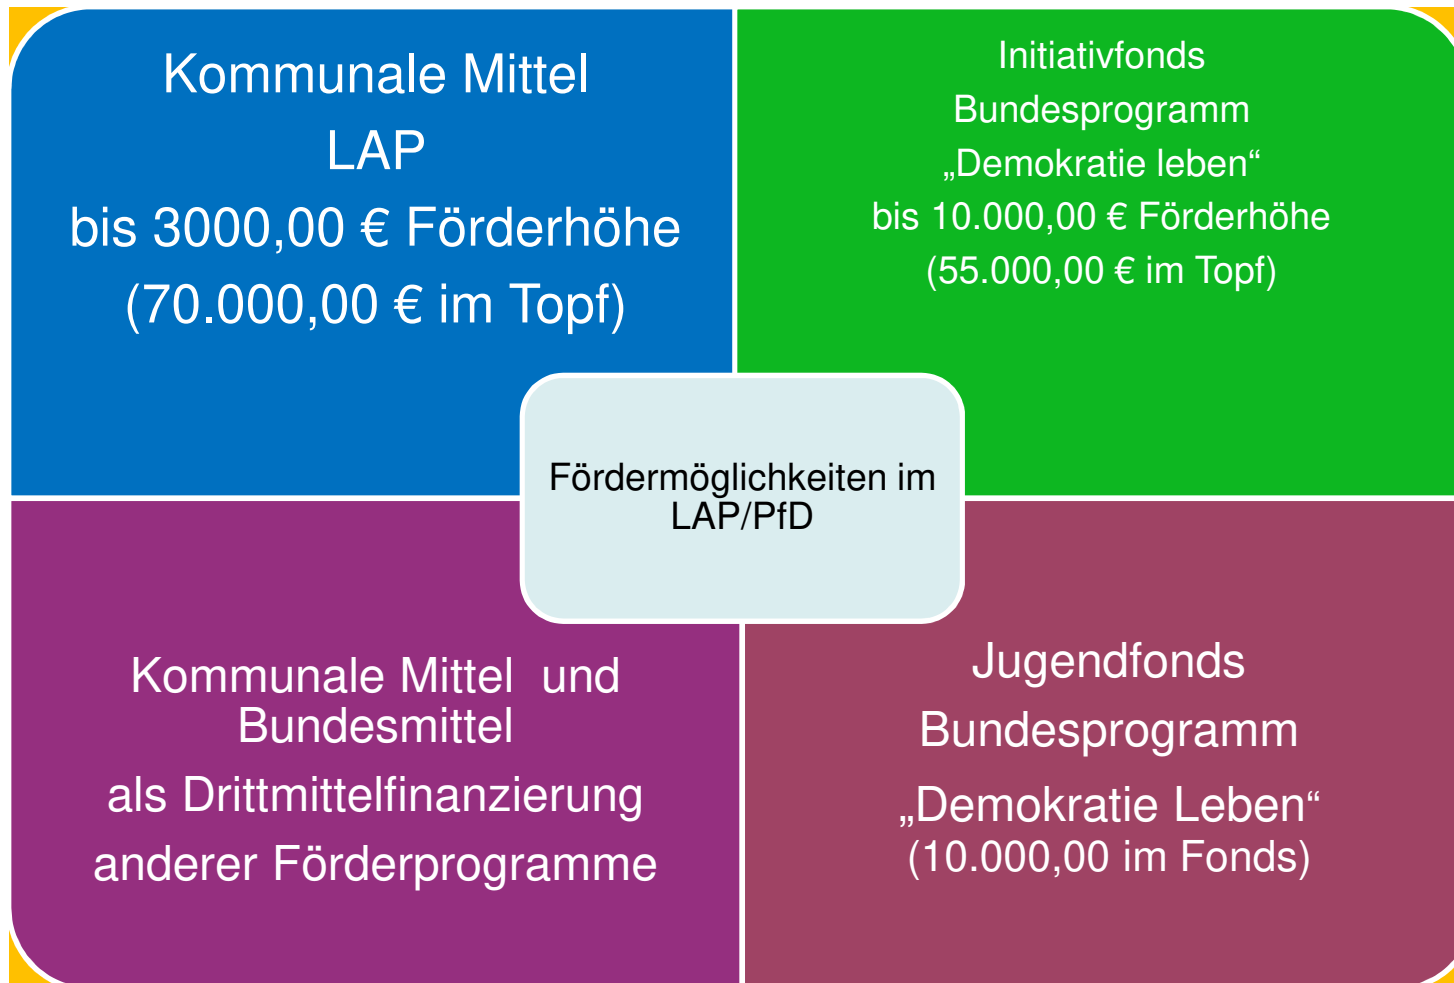 Kommunale Mittel
LAP
bis 3000,00 € Förderhöhe
(70.000,00 € im Topf)
Initiativfonds
Bundesprogramm
„Demokratie leben“
bis 10.000,00 € Förderhöhe
(55.000,00 € im Topf)
Fördermöglichkeiten im
LAP/PfD
Kommunale Mittel und
Bundesmittel
als Drittmittelfinanzierung
anderer Förderprogramme
Jugendfonds
Bundesprogramm
„Demokratie Leben“
(10.000,00 im Fonds)